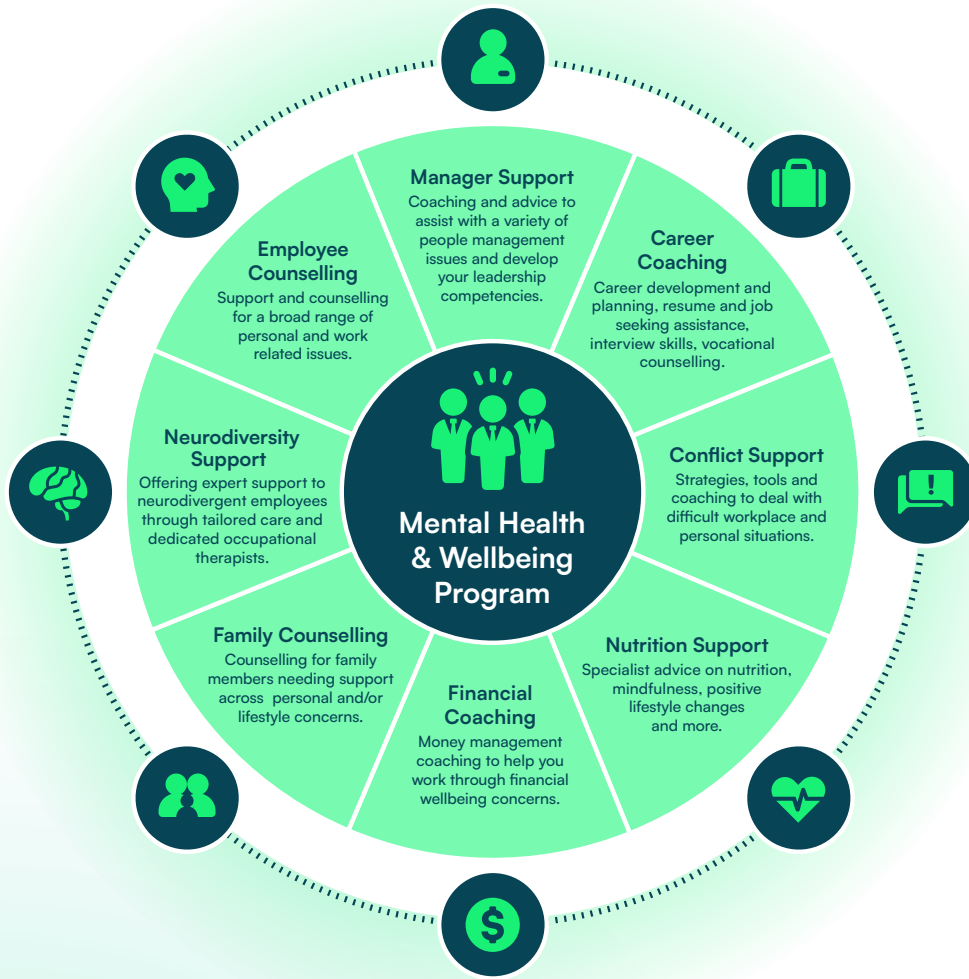 Manager Support
Coaching and advice to
assist with a variety of
people management
issues and develop
your leadership
competencies.
Career
Coaching
Career development and
planning, resume and job
seeking assistance,
interview skills, vocational
counselling.
Conflict Support
Strategies, tools and
coaching to deal with
difficult workplace and
personal situations.
Nutrition Support
Specialist advice on nutrition,
mindfulness, positive
lifestyle changes
and more.
Financial
Coaching
Money management
coaching to help you
work through financial
wellbeing concerns.
Family Counselling
Counselling for family
members needing support
across personal and/or
lifestyle concerns.
Neurodiversity
Support
Offering expert support to
neurodivergent employees
through tailored care and
dedicated occupational
therapists.
Employee
Counselling
Support and counselling
for a broad range of
personal and work
related issues.
Mental Health
& Wellbeing
Program
!
$